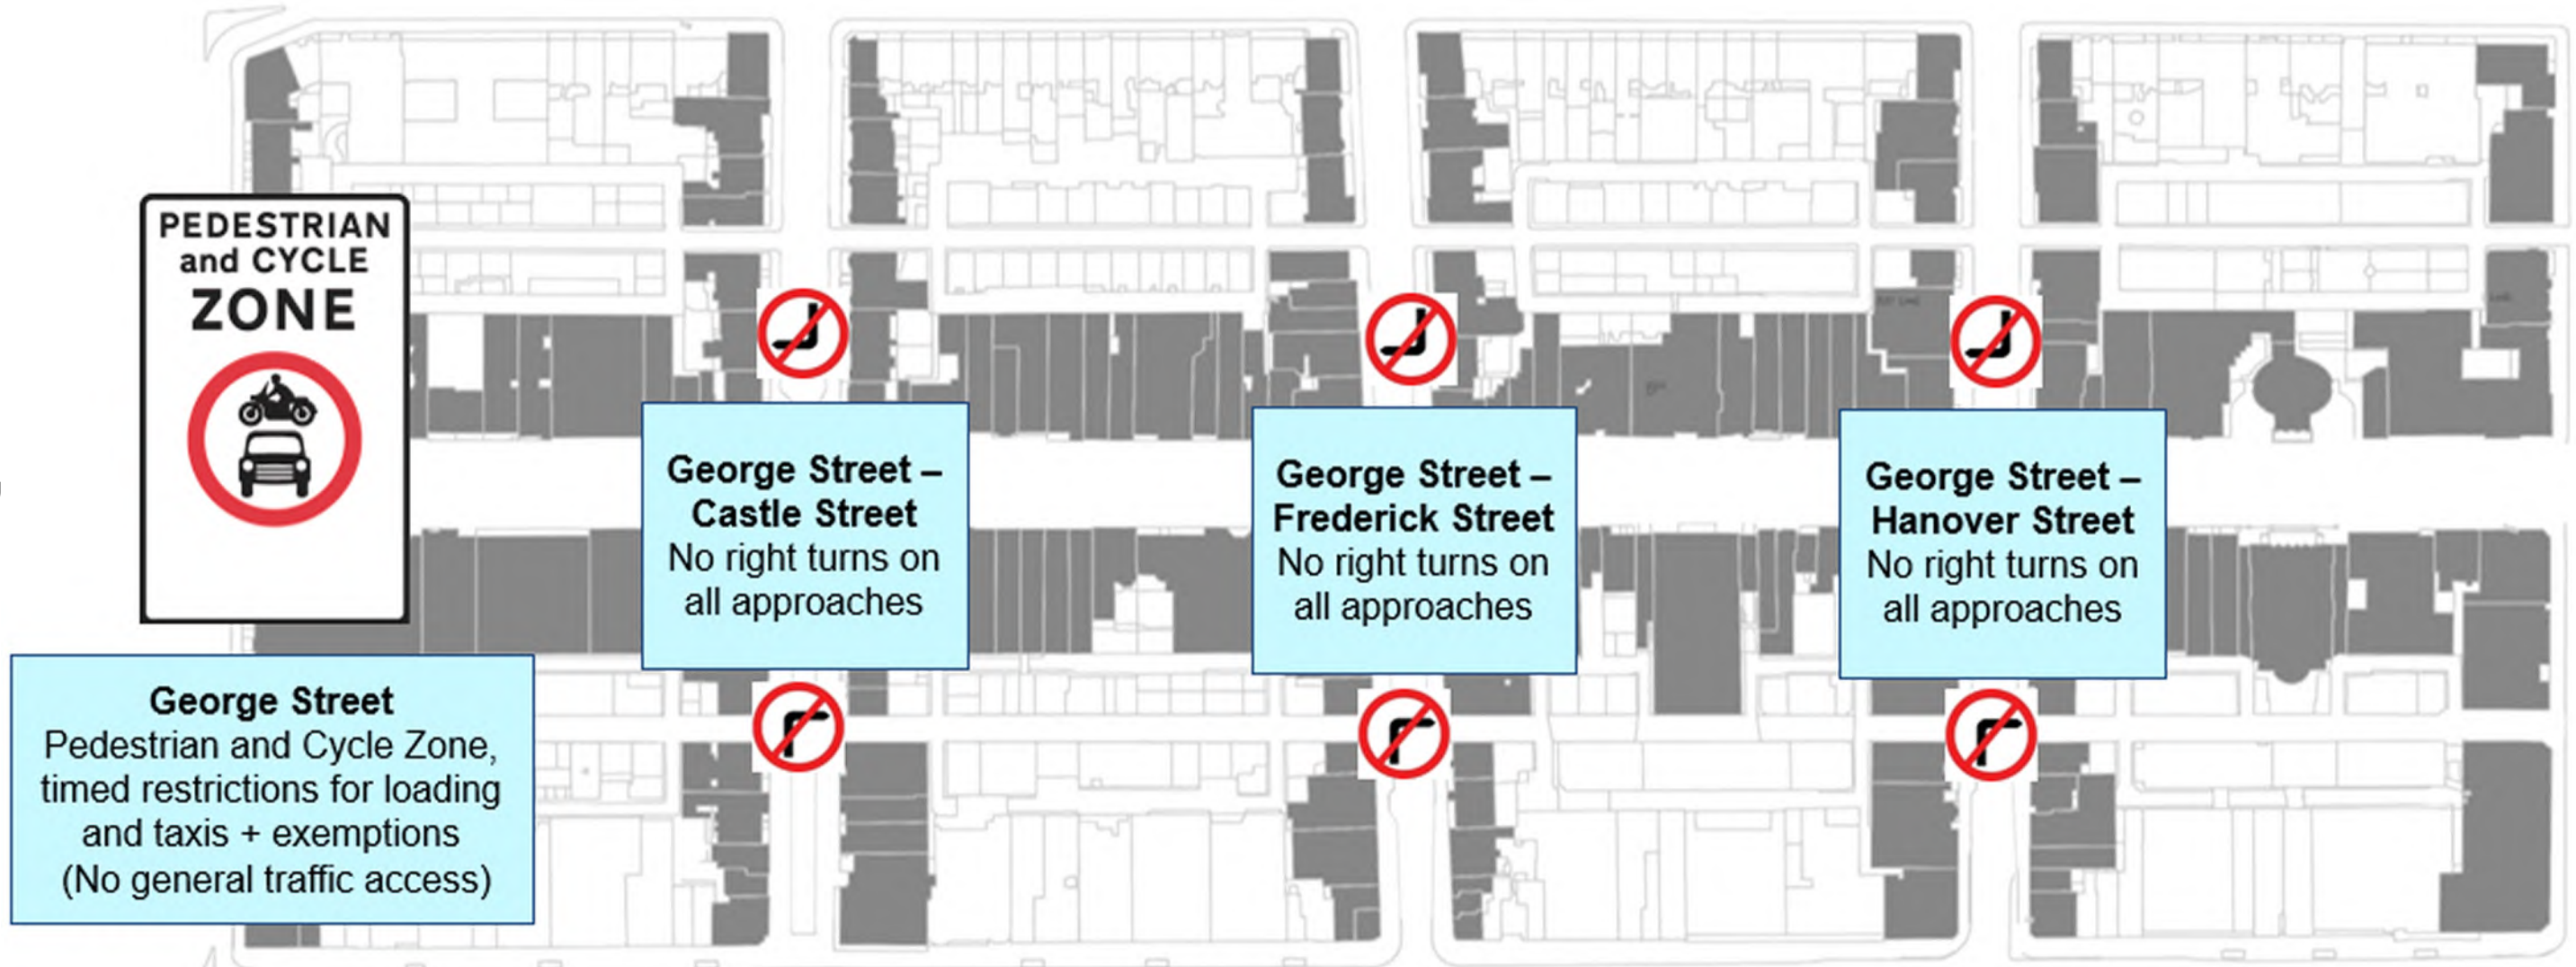 PEDESTRIAN
and CYCLE
ZONE
George Street –
Castle Street
No right turns on
all approaches
George Street –
Frederick Street
No right turns on
all approaches
George Street –
Hanover Street
No right turns on
all approaches
George Street
Pedestrian and Cycle Zone,
timed restrictions for loading
and taxis + exemptions
(No general traffic access)